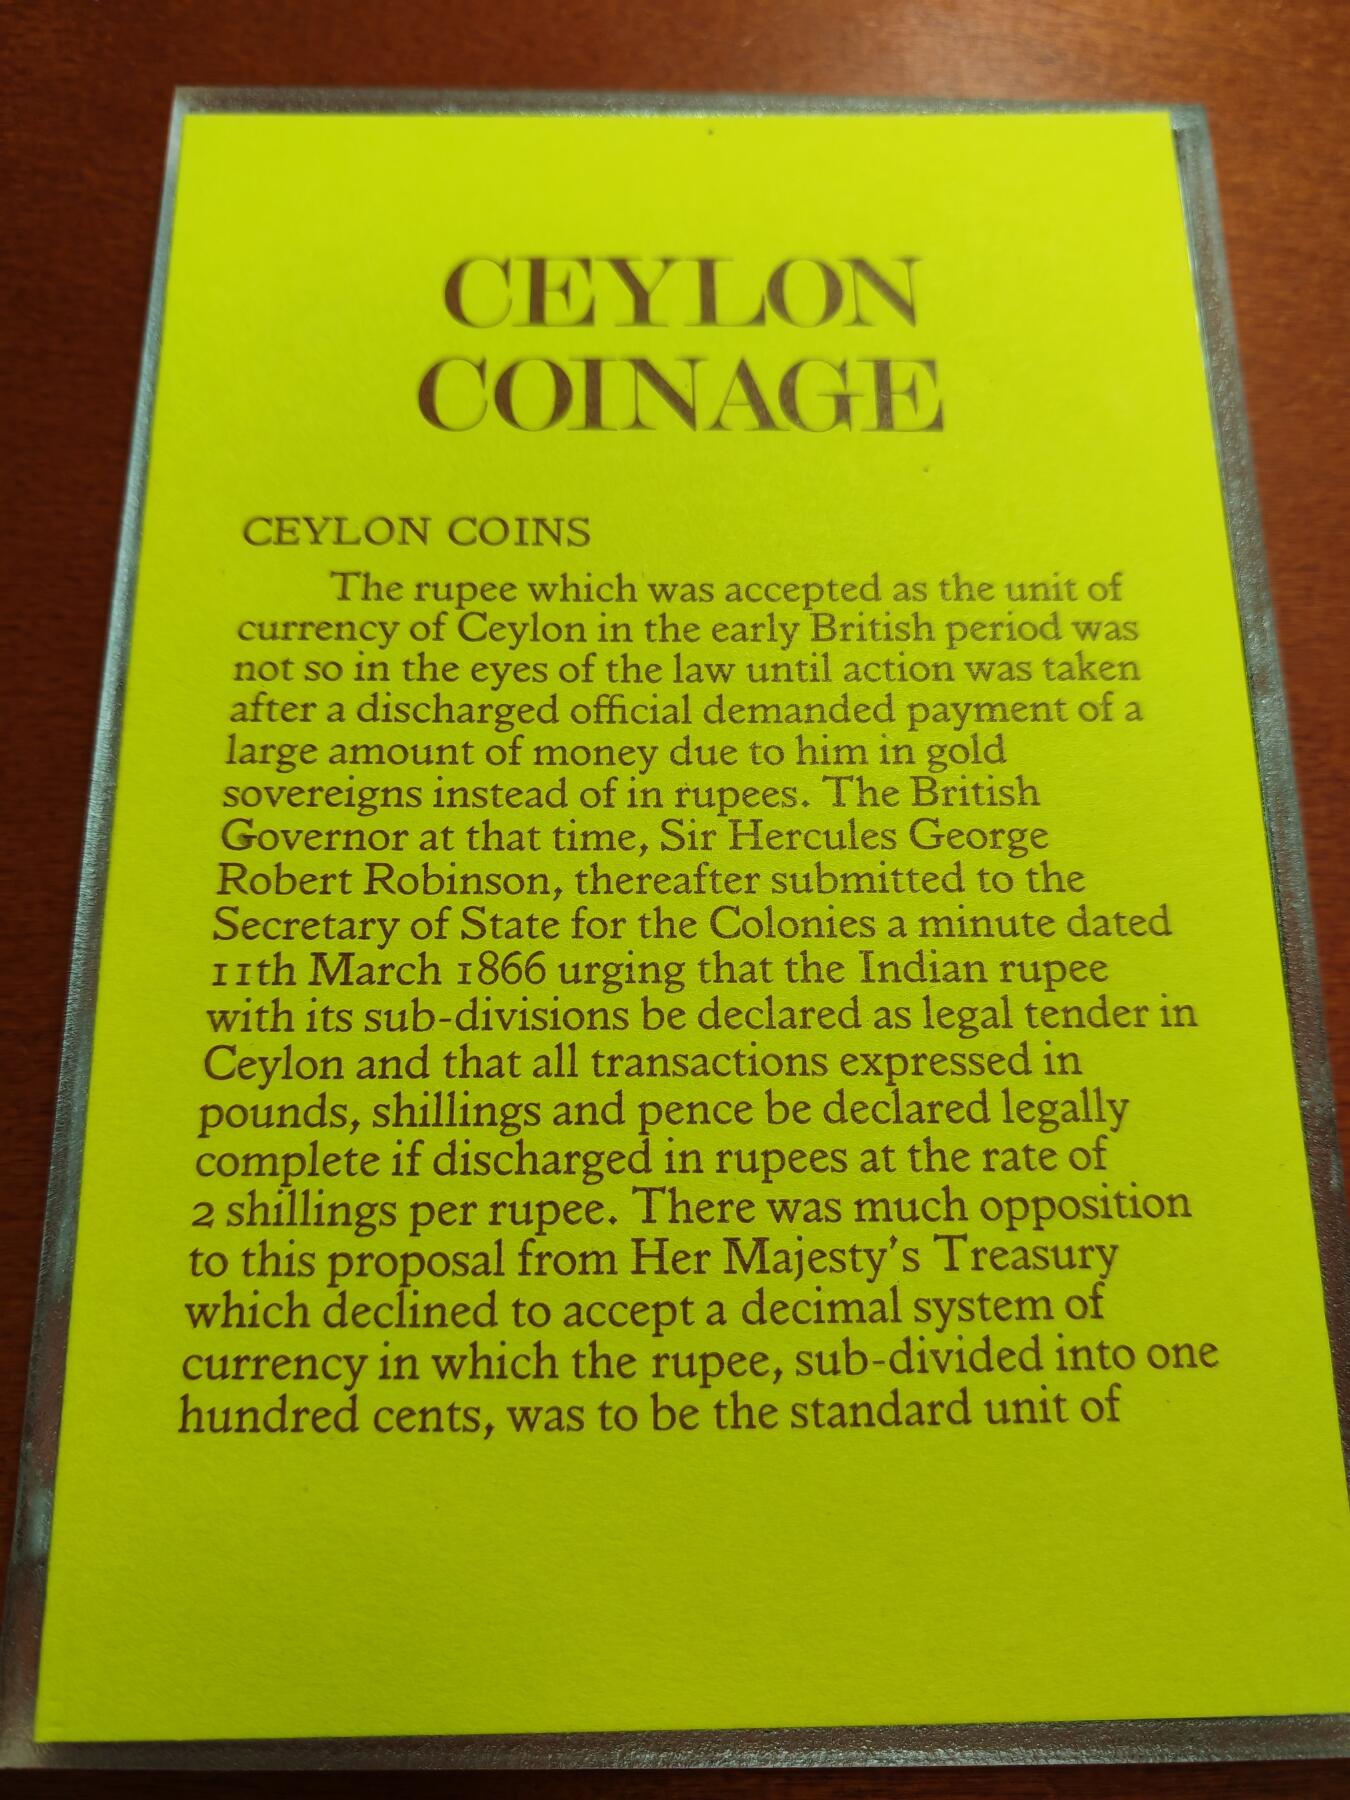 CEYLON
COINAGE
CEYLON COINS
The rupee which was accepted as the unit of
currency of Ceylon in the early British period was
not so in the eyes of the law until action was taken
after a discharged official demanded payment of a
large amount of money due to him in gold
sovereigns instead of in rupees. The British
Governor at that time, Sir Hercules George
Robert Robinson, thereafter submitted to the
Secretary of State for the Colonies a minute dated
11th March 1866 urging that the Indian rupee
with its sub-divisions be declared as legal tender in
Ceylon and that all transactions expressed in
pounds, shillings and pence be declared legally
complete if discharged in rupees at the rate of
2 shillings per rupee. There was much opposition
to this proposal from Her Majesty's Treasury
which declined to accept a decimal system of
currency in which the rupee, sub-divided into one
hundred cents, was to be the standard unit of